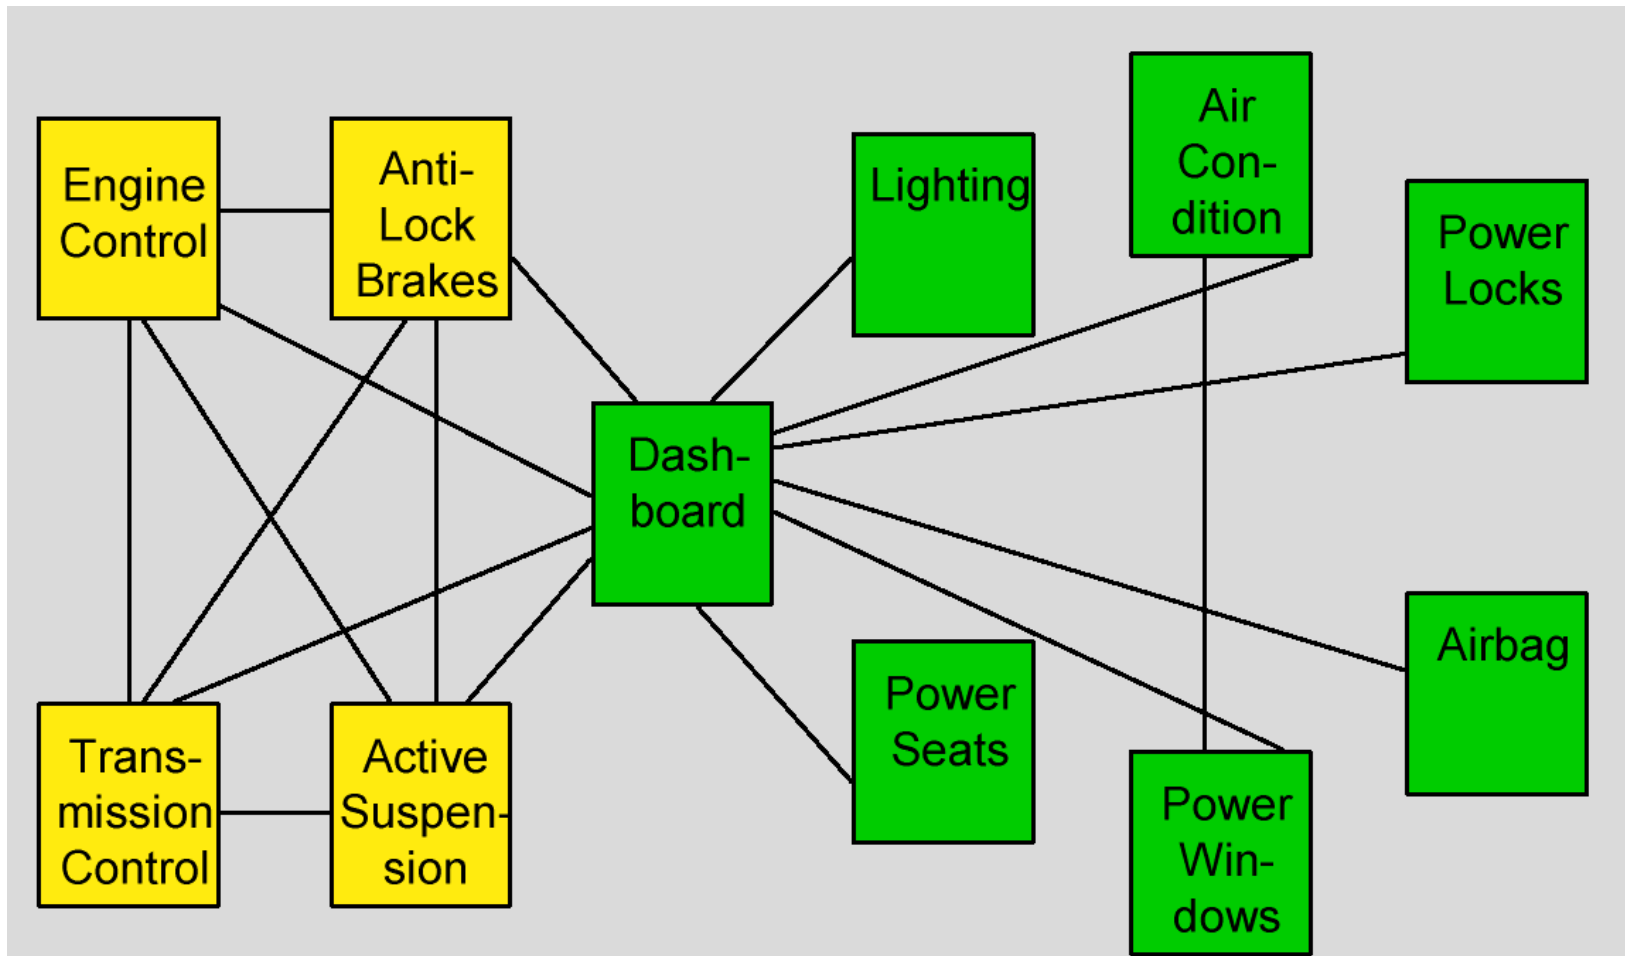 Engine
Control
Anti-
Lock
Brakes
Lighting
Air
Con-
dition
Power
Locks
Dash-
board
Trans-
mission
Control
Active
Suspen-
sion
Power
Seats
Power
Win-
dows
Airbag